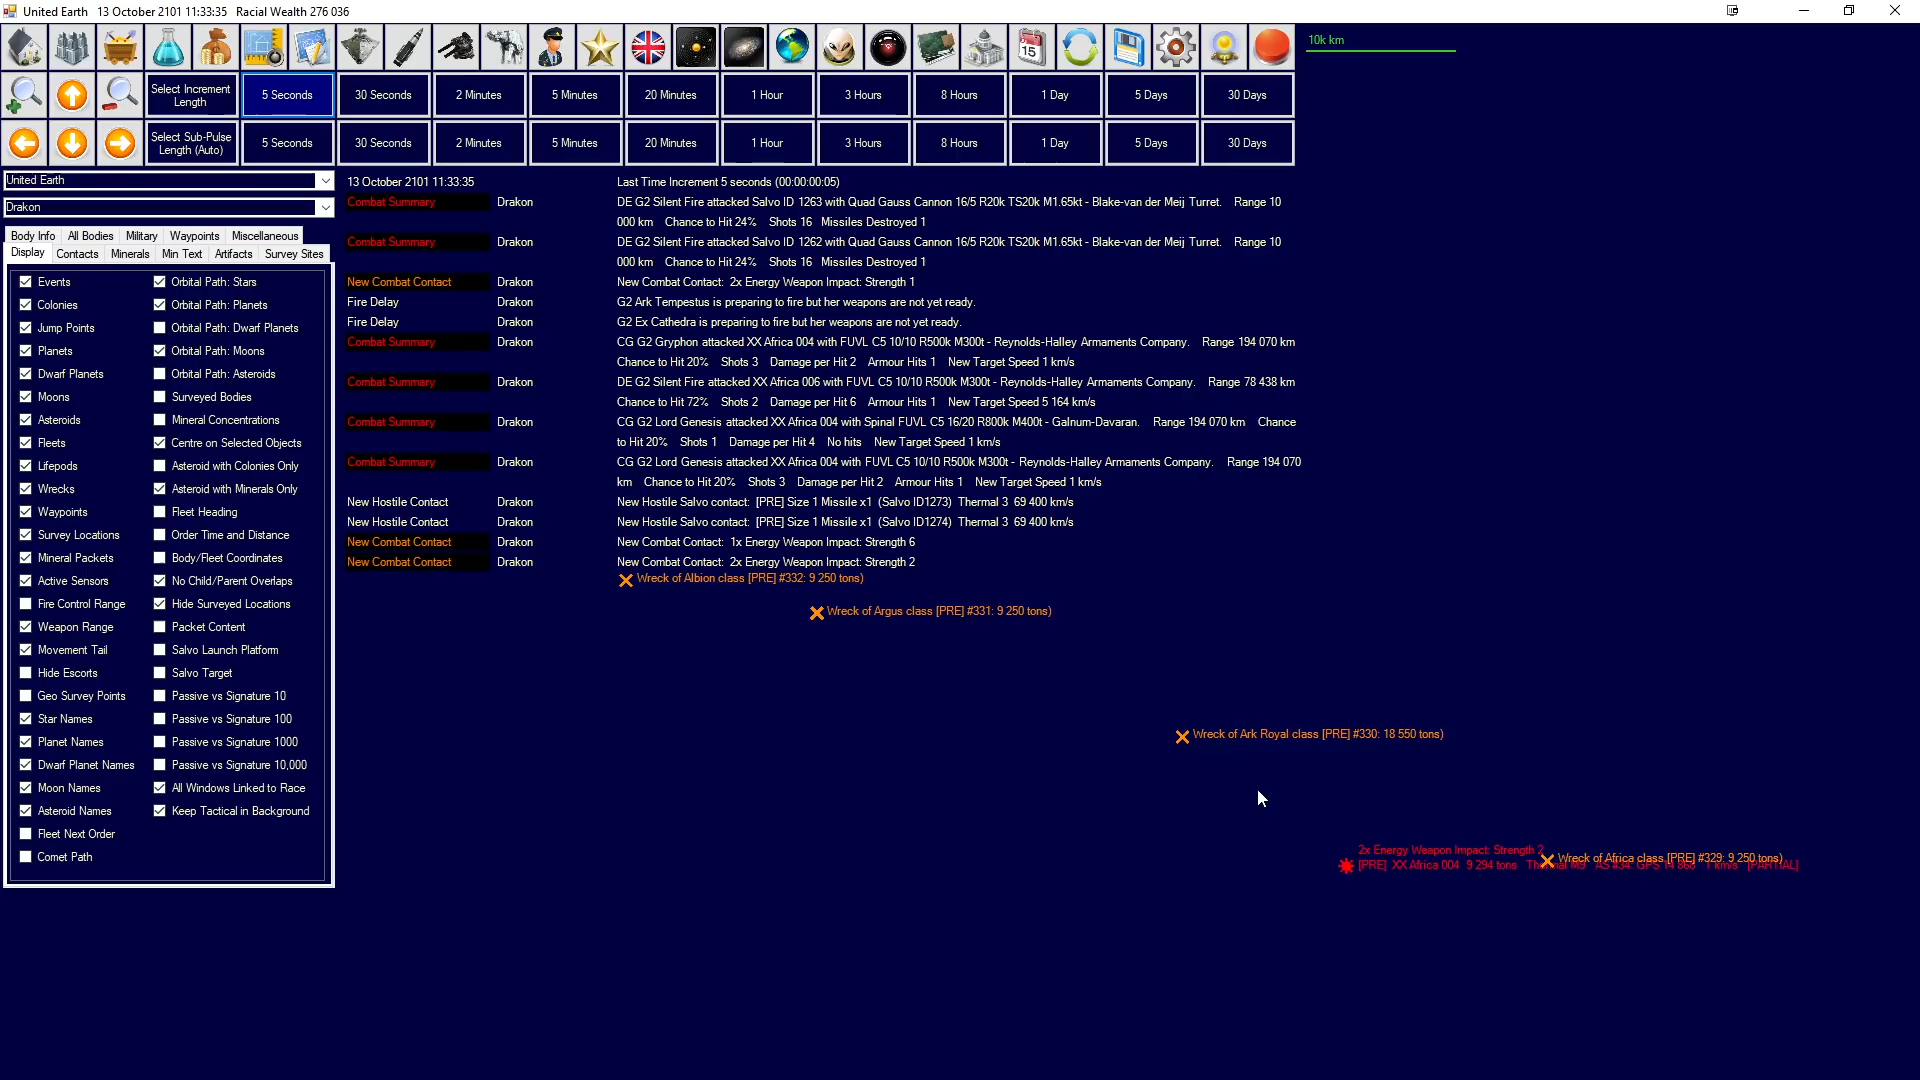 United Earth   13 October 2101 11:33:35   Racial Wealth 276 036
10k km
Select Increment Length
5 Seconds
30 Seconds
2 Minutes
5 Minutes
20 Minutes
1 Hour
3 Hours
8 Hours
1 Day
5 Days
30 Days
Select Sub-Pulse Length (Auto)
5 Seconds
30 Seconds
2 Minutes
5 Minutes
20 Minutes
1 Hour
3 Hours
8 Hours
1 Day
5 Days
30 Days
United Earth
Drakon
Body Info   All Bodies   Military   Waypoints   Miscellaneous
Display   Contacts   Minerals   Min Text   Artifacts   Survey Sites
Events   Orbital Path: Stars
Colonies   Orbital Path: Planets
Jump Points   Orbital Path: Dwarf Planets
Planets   Orbital Path: Moons
Dwarf Planets   Orbital Path: Asteroids
Moons   Surveyed Bodies
Asteroids   Mineral Concentrations
Fleets   Centre on Selected Objects
Lifepods   Asteroid with Colonies Only
Wrecks   Asteroid with Minerals Only
Waypoints   Fleet Heading
Survey Locations   Order Time and Distance
Mineral Packets   Body/Fleet Coordinates
Active Sensors   No Child/Parent Overlaps
Fire Control Range   Hide Surveyed Locations
Weapon Range   Packet Content
Movement Tail   Salvo Launch Platform
Hide Escorts   Salvo Target
Geo Survey Points   Passive vs Signature 10
Star Names   Passive vs Signature 100
Planet Names   Passive vs Signature 1000
Dwarf Planet Names   Passive vs Signature 10,000
Moon Names   All Windows Linked to Race
Asteroid Names   Keep Tactical in Background
Fleet Next Order
Comet Path
13 October 2101 11:33:35   Last Time Increment 5 seconds (00:00:00:05)
Combat Summary   Drakon   DE G2 Silent Fire attacked Salvo ID 1263 with Quad Gauss Cannon 16/5 R20k TS20k M1.65kt - Blake-van der Meij Turret.   Range 10
000 km   Chance to Hit 24%   Shots 16   Missiles Destroyed 1
Combat Summary   Drakon   DE G2 Silent Fire attacked Salvo ID 1262 with Quad Gauss Cannon 16/5 R20k TS20k M1.65kt - Blake-van der Meij Turret.   Range 10
000 km   Chance to Hit 24%   Shots 16   Missiles Destroyed 1
New Combat Contact   Drakon   New Combat Contact:  2x Energy Weapon Impact: Strength 1
Fire Delay   Drakon   G2 Ark Tempestus is preparing to fire but her weapons are not yet ready.
Fire Delay   Drakon   G2 Ex Cathedra is preparing to fire but her weapons are not yet ready.
Combat Summary   Drakon   CG G2 Gryphon attacked XX Africa 004 with FUVL C5 10/10 R500k M300t - Reynolds-Halley Armaments Company.   Range 194 070 km
Chance to Hit 20%   Shots 3   Damage per Hit 2   Armour Hits 1   New Target Speed 1 km/s
Combat Summary   Drakon   DE G2 Silent Fire attacked XX Africa 006 with FUVL C5 10/10 R500k M300t - Reynolds-Halley Armaments Company.   Range 78 438 km
Chance to Hit 72%   Shots 2   Damage per Hit 6   Armour Hits 1   New Target Speed 5 164 km/s
Combat Summary   Drakon   CG G2 Lord Genesis attacked XX Africa 004 with Spinal FUVL C5 16/20 R800k M400t - Galnum-Davaran.   Range 194 070 km   Chance
to Hit 20%   Shots 1   Damage per Hit 4   No hits   New Target Speed 1 km/s
Combat Summary   Drakon   CG G2 Lord Genesis attacked XX Africa 004 with FUVL C5 10/10 R500k M300t - Reynolds-Halley Armaments Company.   Range 194 070
km   Chance to Hit 20%   Shots 3   Damage per Hit 2   Armour Hits 1   New Target Speed 1 km/s
New Hostile Contact   Drakon   New Hostile Salvo contact:  [PRE] Size 1 Missile x1  (Salvo ID1273)  Thermal 3  69 400 km/s
New Hostile Contact   Drakon   New Hostile Salvo contact:  [PRE] Size 1 Missile x1  (Salvo ID1274)  Thermal 3  69 400 km/s
New Combat Contact   Drakon   New Combat Contact:  1x Energy Weapon Impact: Strength 6
New Combat Contact   Drakon   New Combat Contact:  2x Energy Weapon Impact: Strength 2
Wreck of Albion class [PRE] #332: 9 250 tons)
Wreck of Argus class [PRE] #331: 9 250 tons)
Wreck of Ark Royal class [PRE] #330: 18 550 tons)
2x Energy Weapon Impact: Strength 2
Wreck of Africa class [PRE] #329: 9 250 tons)
[PRE]  XX Africa 004   9 294 tons   Thermal M9   AS #34: GPS 14 868   1 km/s   [PARTIAL]